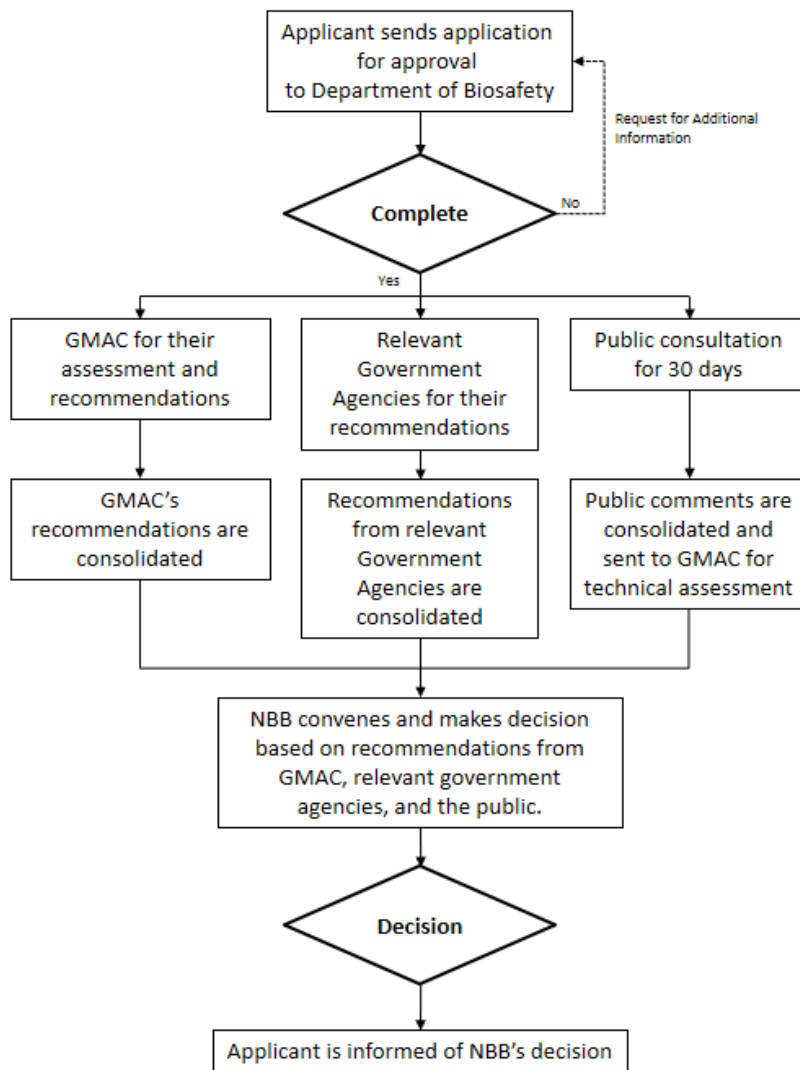 Applicant sends application
for approval
to Department of Biosafety
Request for Additional
Information
Complete
No
Yes
GMAC for their
assessment and
recommendations
Relevant
Government
Agencies for their
recommendations
Public consultation
for 30 days
GMAC's
recommendations are
consolidated
Recommendations
from relevant
Government
Agencies are
consolidated
Public comments are
consolidated and
sent to GMAC for
technical assessment
NBB convenes and makes decision
based on recommendations from
GMAC, relevant government
agencies, and the public.
Decision
Applicant is informed of NBB's decision